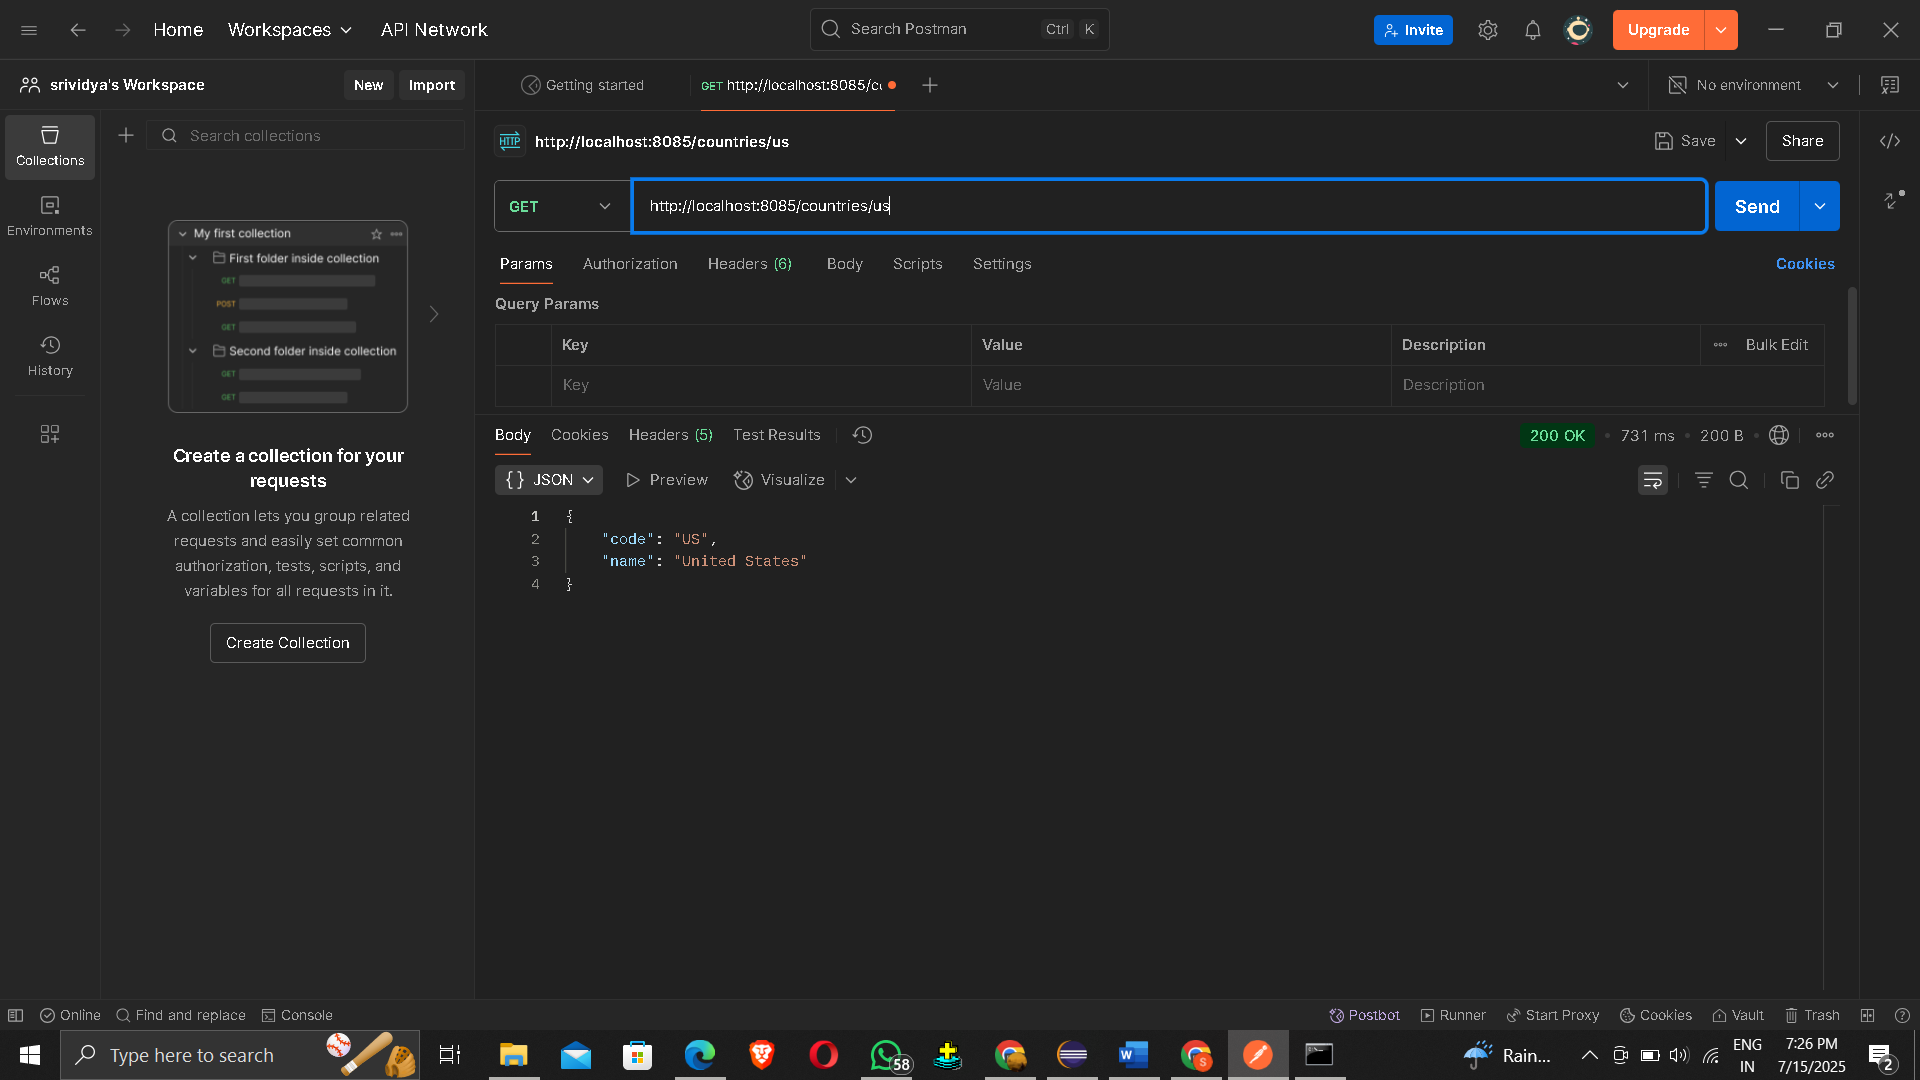 Home Workspaces API Network Search Postman Ctrl K Invite Upgrade
srividya's Workspace New Import Getting started GET http://localhost:8085/cu No environment
Search collections
Collections
Environments
Flows
History
My first collection
First folder inside collection
GET
POST
GET
Second folder inside collection
GET
GET
Create a collection for your
requests
A collection lets you group related
requests and easily set common
authorization, tests, scripts, and
variables for all requests in it.
Create Collection
HTTP http://localhost:8085/countries/us Save Share
GET http://localhost:8085/countries/us Send
Params Authorization Headers (6) Body Scripts Settings Cookies
Query Params
Key Value Description Bulk Edit
Key Value Description
Body Cookies Headers (5) Test Results 200 OK 731 ms 200 B
{} JSON Preview Visualize
1 {
2 "code": "US",
3 "name": "United States"
4 }
Online Find and replace Console Postbot Runner Start Proxy Cookies Vault Trash
Type here to search 58 Rain... ENG 7:26 PM
IN 7/15/2025 2